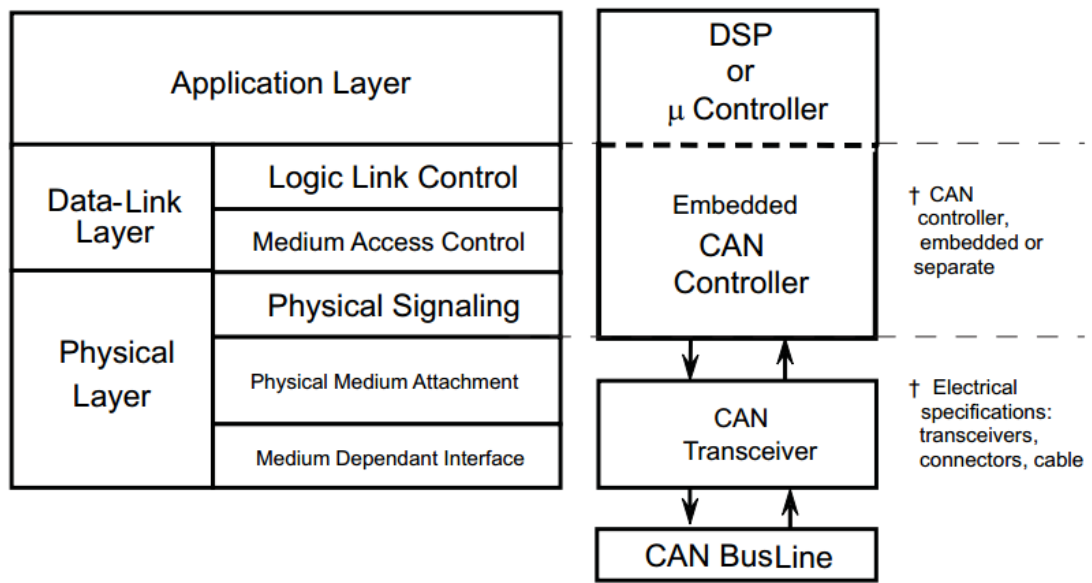 Application Layer
Data-Link
Layer
Logic Link Control
Medium Access Control
Physical
Layer
Physical Signaling
Physical Medium Attachment
Medium Dependant Interface
DSP
or
μ Controller
Embedded
CAN
Controller
† CAN
controller,
embedded or
separate
CAN
Transceiver
† Electrical
specifications:
transceivers,
connectors, cable
CAN BusLine